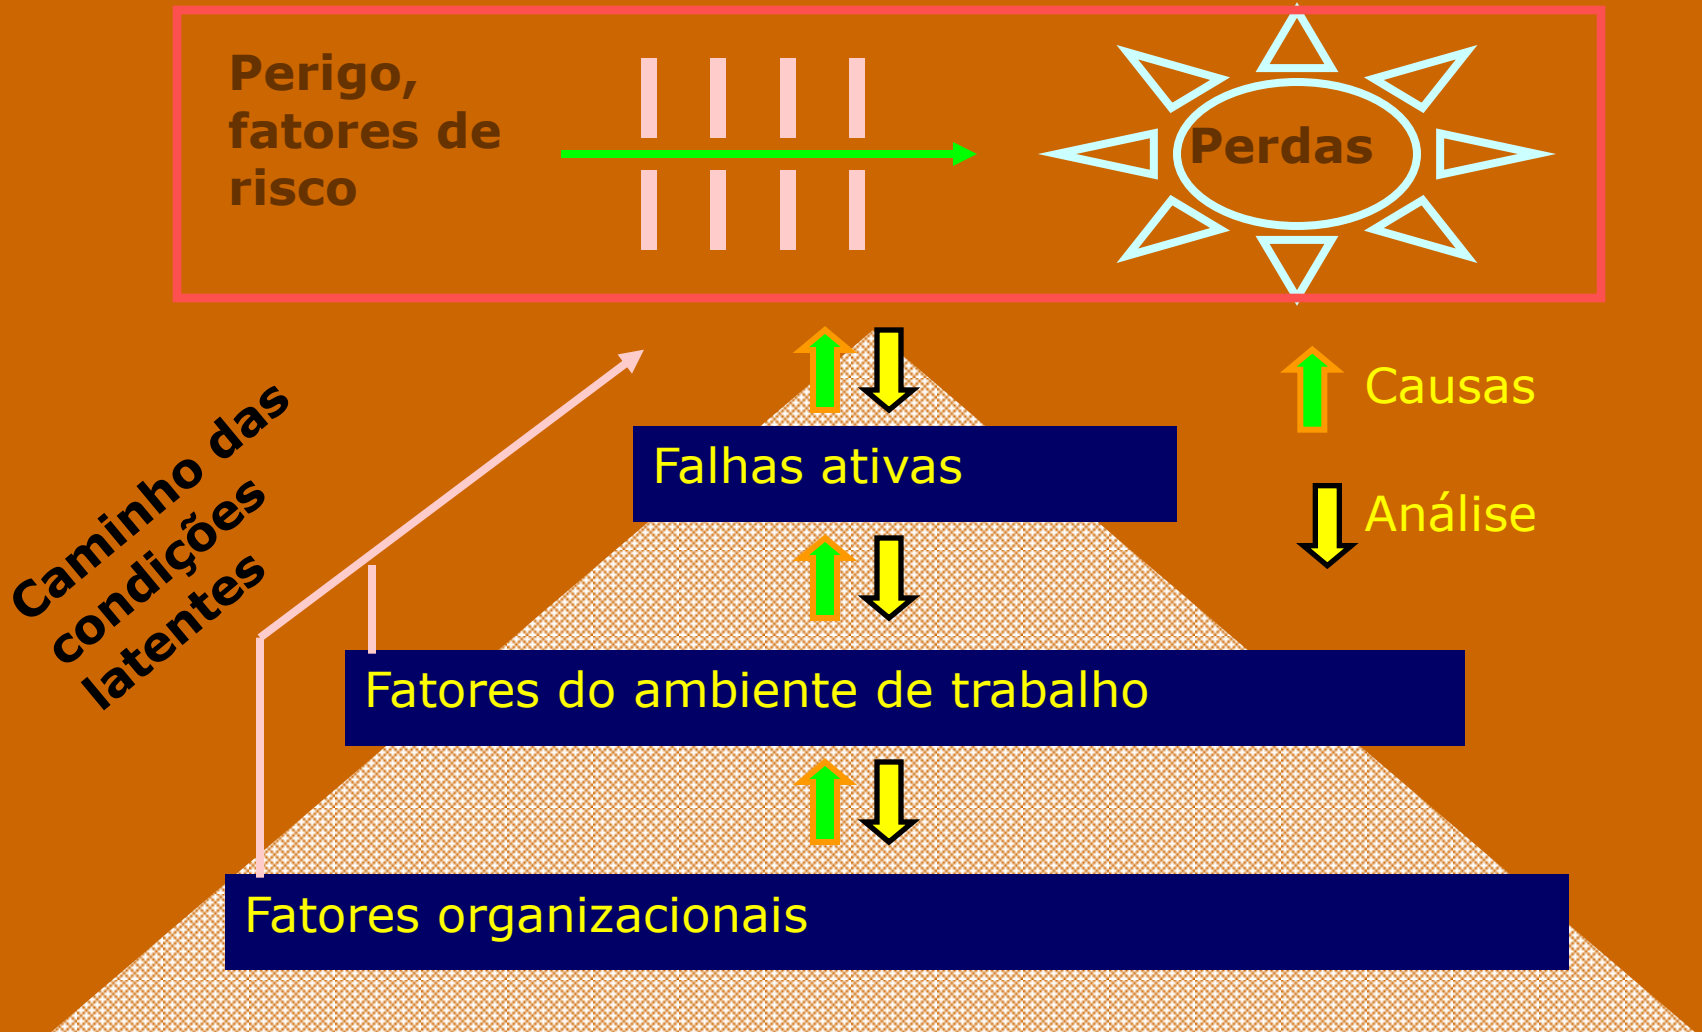 Perigo,
fatores de
risco
Perdas
Causas
Caminho das
condições
latentes
Falhas ativas
Análise
Fatores do ambiente de trabalho
Fatores organizacionais